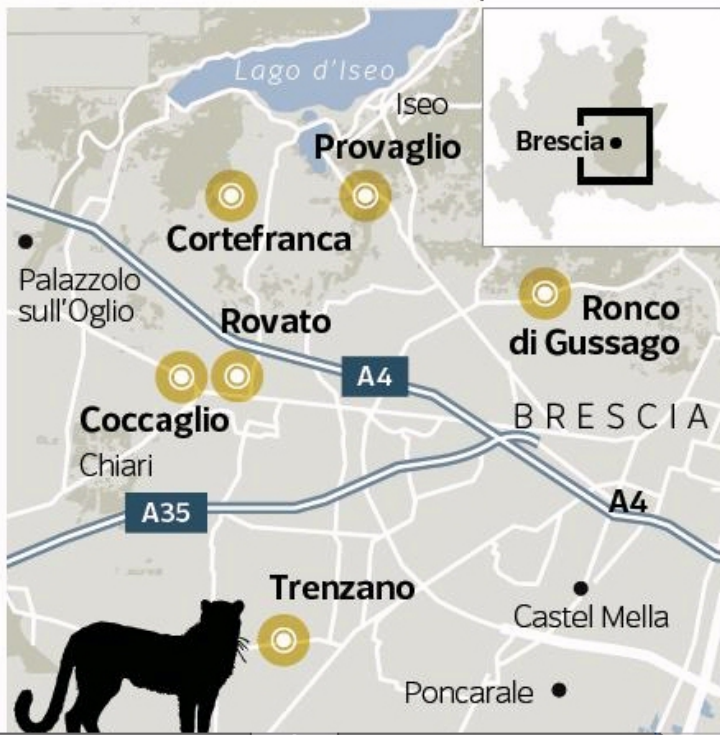 Lago d'Iseo
Iseo
Provaglio
Brescia
Cortefranca
Palazzolo
sull'Oglio
Ronco
di Gussago
Rovato
A4
Coccaglio
BRESCIA
Chiari
A35
A4
Trenzano
Castel Mella
Poncarale